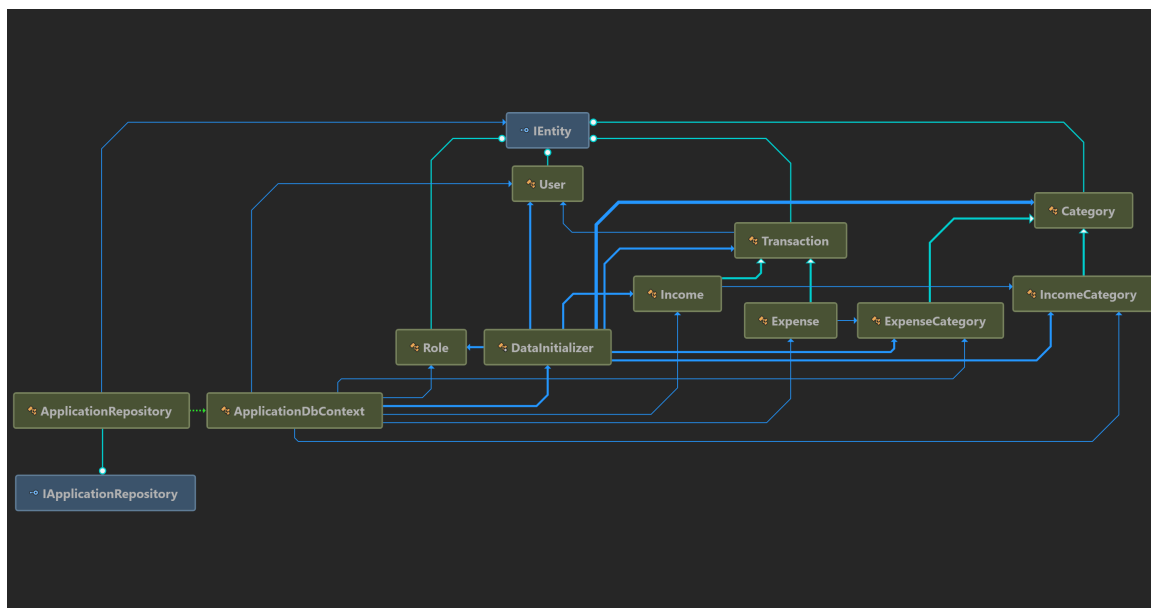 IEntity
User
Category
Transaction
Income
IncomeCategory
Expense
ExpenseCategory
Role
DataInitializer
ApplicationRepository
ApplicationDbContext
IApplicationRepository